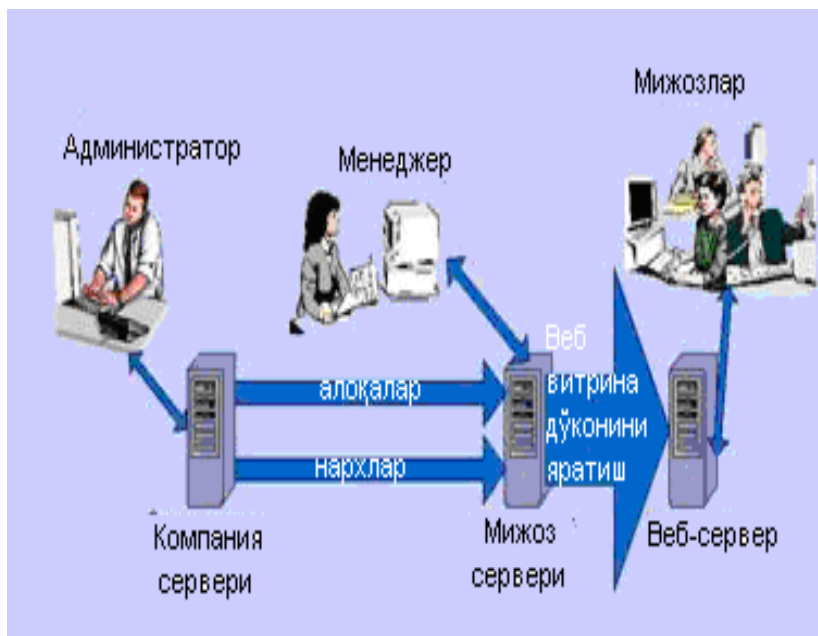 Мижозлар
Администратор
Менеджер
Веб
витрина
дўконини
яратиш
алоқалар
нархлар
Компания
сервери
Мижоз
сервери
Веб-сервер